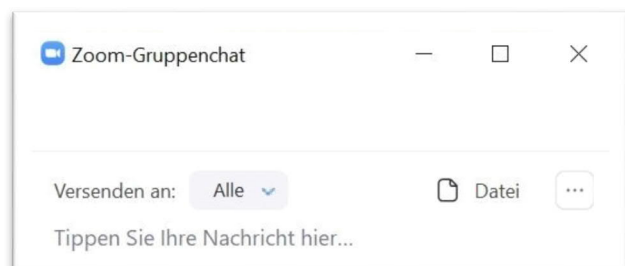 Zoom-Gruppenchat
Versenden an: Alle Datei
Tippen Sie Ihre Nachricht hier...